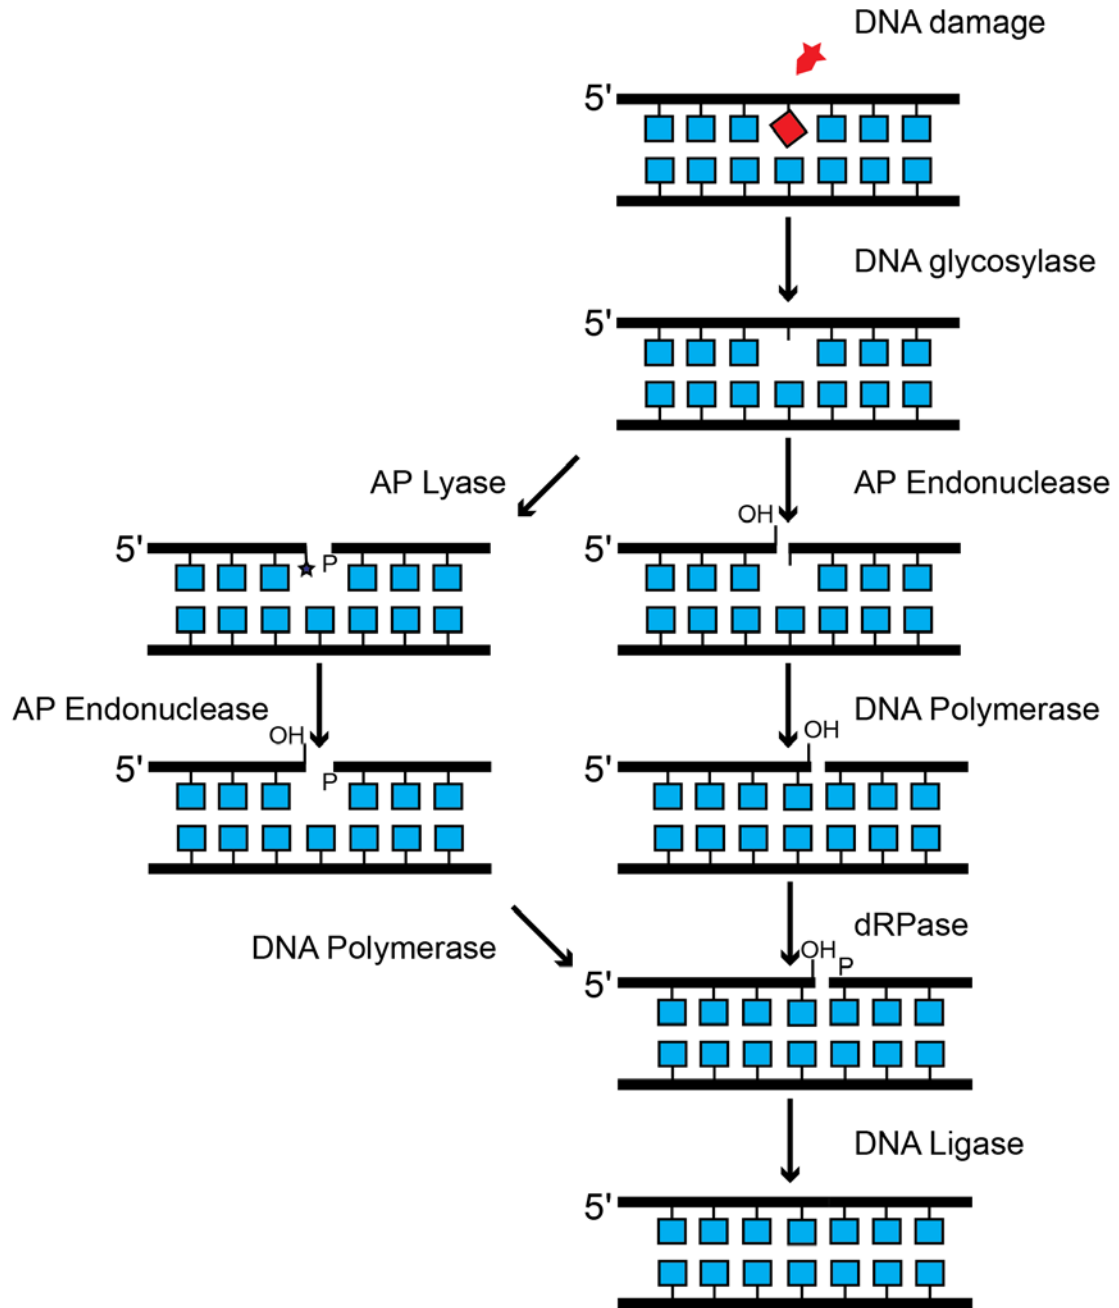 DNA damage
5'
DNA glycosylase
5'
AP Lyase
AP Endonuclease
OH
5'
P
5'
AP Endonuclease
DNA Polymerase
OH
OH
5'
P
5'
DNA Polymerase
dRPase
OH
P
5'
DNA Ligase
5'